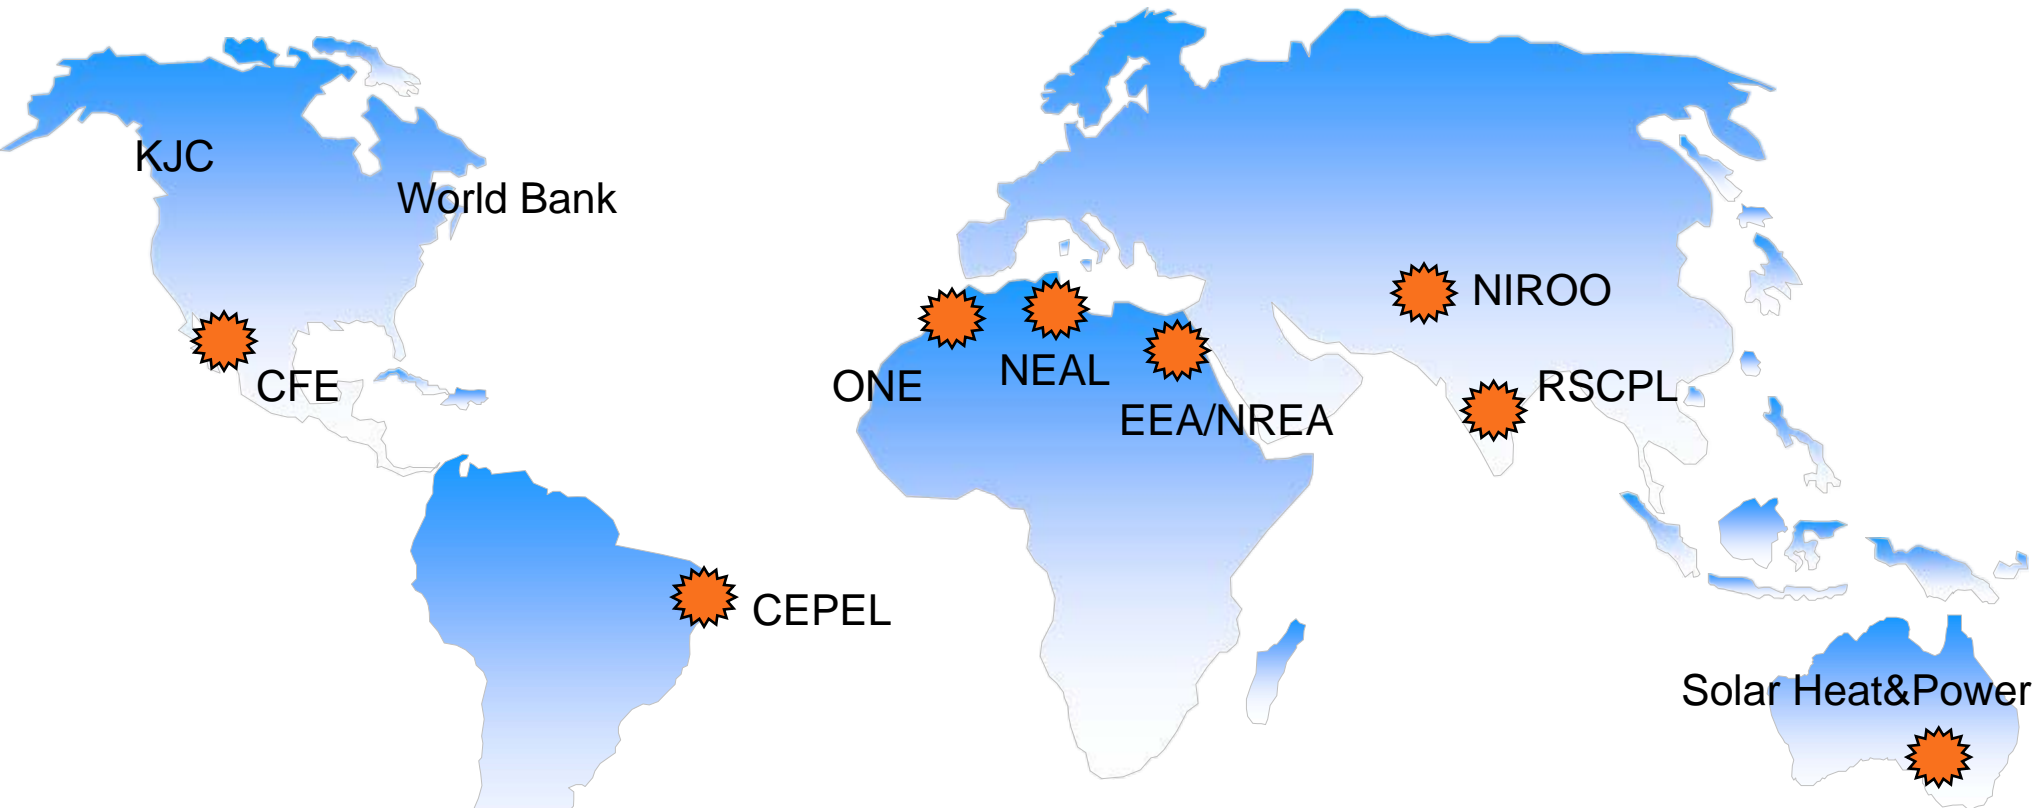 KJC
World Bank
NIROO
CFE
ONE
NEAL
EEA/NREA
RSCPL
CEPEL
Solar Heat&Power